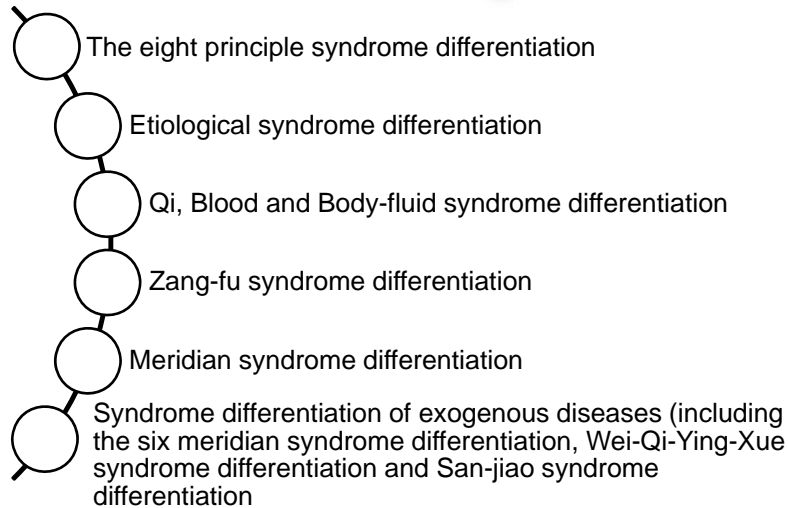 The eight principle syndrome differentiation
Etiological syndrome differentiation
Qi, Blood and Body-fluid syndrome differentiation
Zang-fu syndrome differentiation
Meridian syndrome differentiation
Syndrome differentiation of exogenous diseases (including
the six meridian syndrome differentiation, Wei-Qi-Ying-Xue
syndrome differentiation and San-jiao syndrome
differentiation